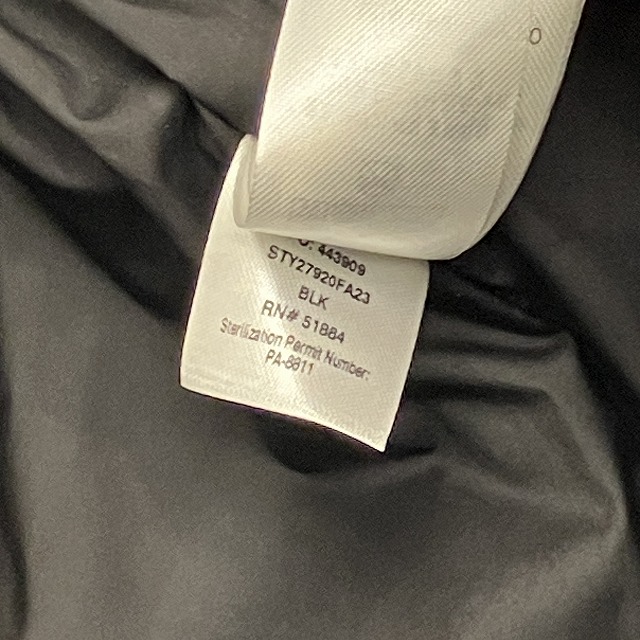 O: 443909
STY27920FA23
BLK
RN# 51884
Sterilization Permit Number:
PA-8811